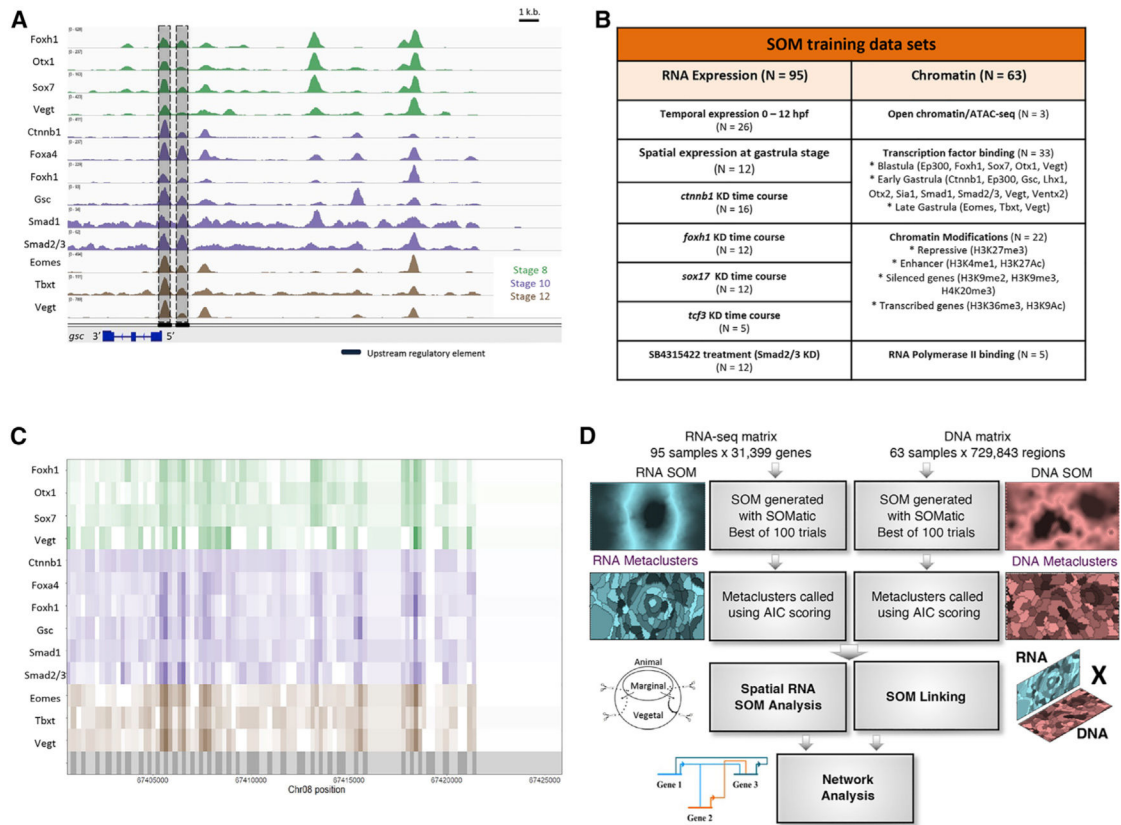 A
1 k.b.
Foxh1
Otx1
Sox7
Vegt
Ctnnb1
Foxa4
Foxh1
Gsc
Smad1
Smad2/3
Eomes
Tbxt
Vegt
Stage 8
Stage 10
Stage 12
gsc 3' 5'
Upstream regulatory element
B
SOM training data sets
RNA Expression (N = 95)
Chromatin (N = 63)
Temporal expression 0 – 12 hpf
(N = 26)
Open chromatin/ATAC-seq (N = 3)
Spatial expression at gastrula stage
(N = 12)
ctnnb1 KD time course
(N = 16)
Transcription factor binding (N = 33)
* Blastula (Ep300, Foxh1, Sox7, Otx1, Vegt)
* Early Gastrula (Ctnnb1, Ep300, Gsc, Lhx1,
Otx2, Sia1, Smad1, Smad2/3, Vegt, Ventx2)
* Late Gastrula (Eomes, Tbxt, Vegt)
foxh1 KD time course
(N = 12)
sox17 KD time course
(N = 12)
tcf3 KD time course
(N = 5)
Chromatin Modifications (N = 22)
* Repressive (H3K27me3)
* Enhancer (H3K4me1, H3K27Ac)
* Silenced genes (H3K9me2, H3K9me3,
H4K20me3)
* Transcribed genes (H3K36me3, H3K9Ac)
SB4315422 treatment (Smad2/3 KD)
(N = 12)
RNA Polymerase II binding (N = 5)
C
Foxh1
Otx1
Sox7
Vegt
Ctnnb1
Foxa4
Foxh1
Gsc
Smad1
Smad2/3
Eomes
Tbxt
Vegt
67405000 67410000 67415000 67420000 67425000
Chr08 position
D
RNA-seq matrix
95 samples x 31,399 genes
DNA matrix
63 samples x 729,843 regions
RNA SOM
SOM generated
with SOMatic
Best of 100 trials
SOM generated
with SOMatic
Best of 100 trials
DNA SOM
RNA Metaclusters
Metaclusters called
using AIC scoring
Metaclusters called
using AIC scoring
DNA Metaclusters
Animal
Marginal
Vegetal
Spatial RNA
SOM Analysis
SOM Linking
RNA
X
DNA
Gene 1
Gene 2
Gene 3
Network
Analysis